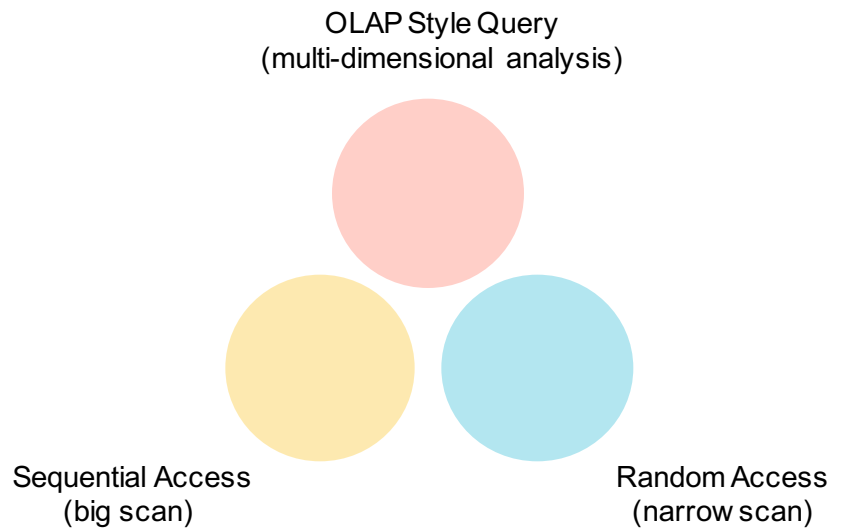 OLAP Style Query
(multi-dimensional analysis)
Sequential Access
(big scan)
Random Access
(narrow scan)